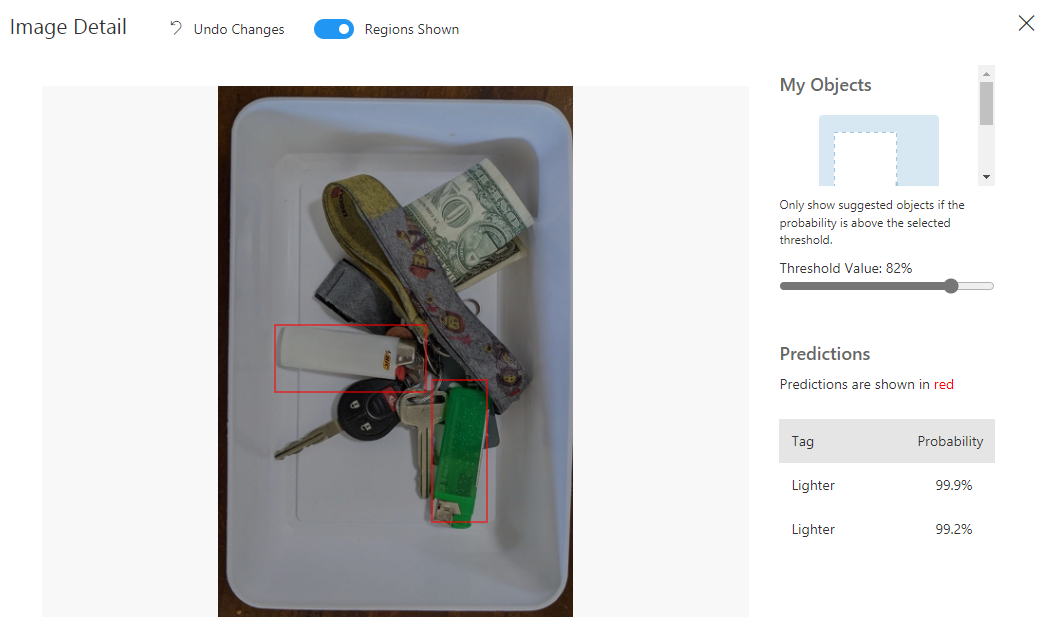 Image Detail
Undo Changes
Regions Shown
My Objects
Only show suggested objects if the
probability is above the selected
threshold.
Threshold Value: 82%
Predictions
Predictions are shown in red
Tag Probability
Lighter 99.9%
Lighter 99.2%
BIC